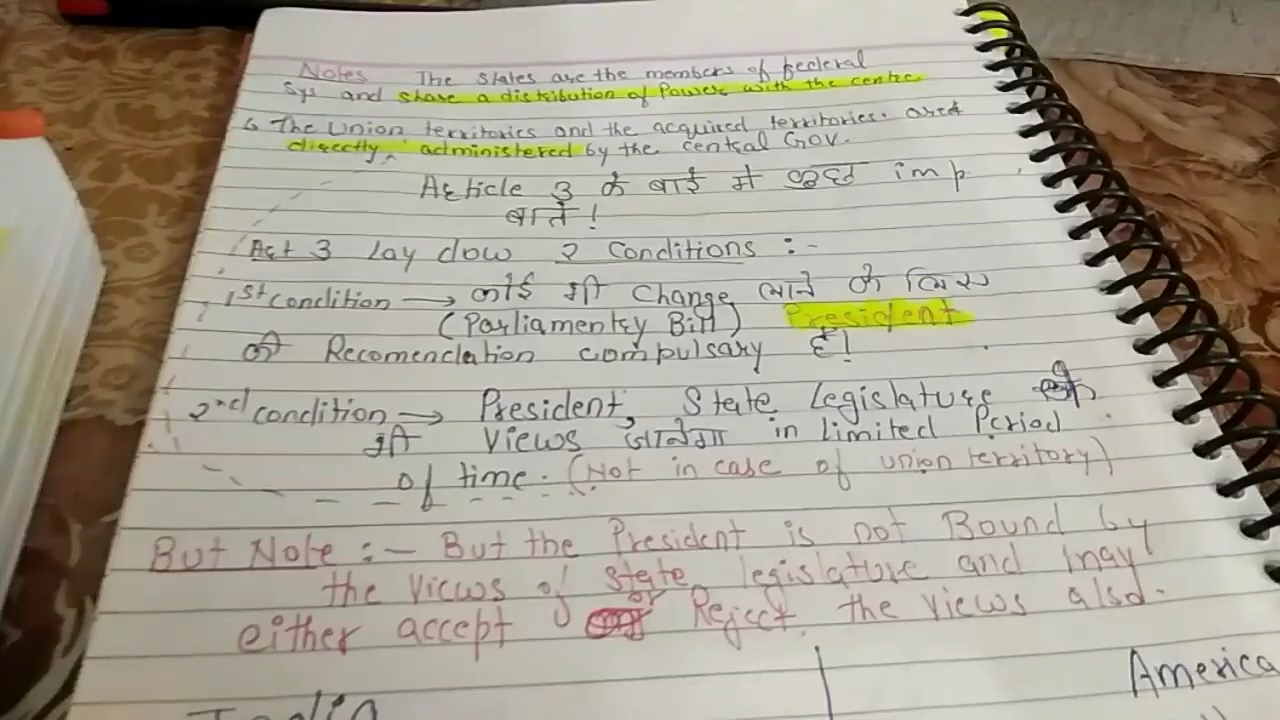 Notes The States are the members of federal
Sys and share a distribution of Power with the centre
The Union territories and the acquired territories. are
directly administered by the central Gov.
Article 3 के बारे में कुछ imp.
बातें!
Act 3 Lay dow 2 Conditions :-
1st condition → कोई भी Change लाने के लिए
(Parliamentry Bill) President
की Recomendation compulsary है!
2nd condition → President, State Legislature की
भी views जानेगा in limited Period
of time. (Not in case of union territory)
But Note :- But the President is not Bound by
the views of state legislature and may
either accept or Reject the views also.
India
America